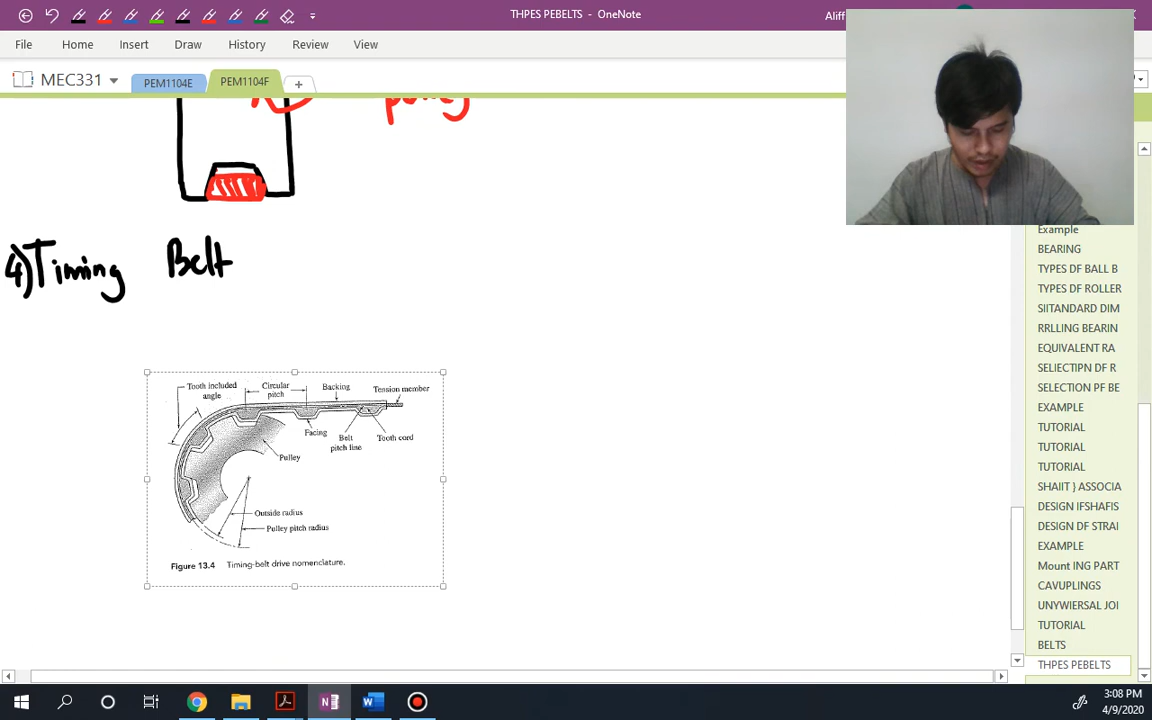 THPES PEBELTS - OneNote
Aliff
File Home Insert Draw History Review View
MEC331 PEM1104E PEM1104F +
4) Timing Belt
Tooth included
angle
Circular
pitch
Backing
Tension member
Facing
Belt
pitch line
Tooth cord
Pulley
Outside radius
Pulley pitch radius
Figure 13.4 Timing-belt drive nomenclature.
Example
BEARING
TYPES DF BALL B
TYPES DF ROLLER
SIITANDARD DIM
RRLLING BEARIN
EQUIVALENT RA
SELIECTIPN DF R
SELECTION PF BE
EXAMPLE
TUTORIAL
TUTORIAL
TUTORIAL
SHAIIT } ASSOCIA
DESIGN IFSHAFIS
DESIGN DF STRAI
EXAMPLE
Mount ING PART
CAVUPLINGS
UNYWIERSAL JOI
TUTORIAL
BELTS
THPES PEBELTS
3:08 PM
4/9/2020